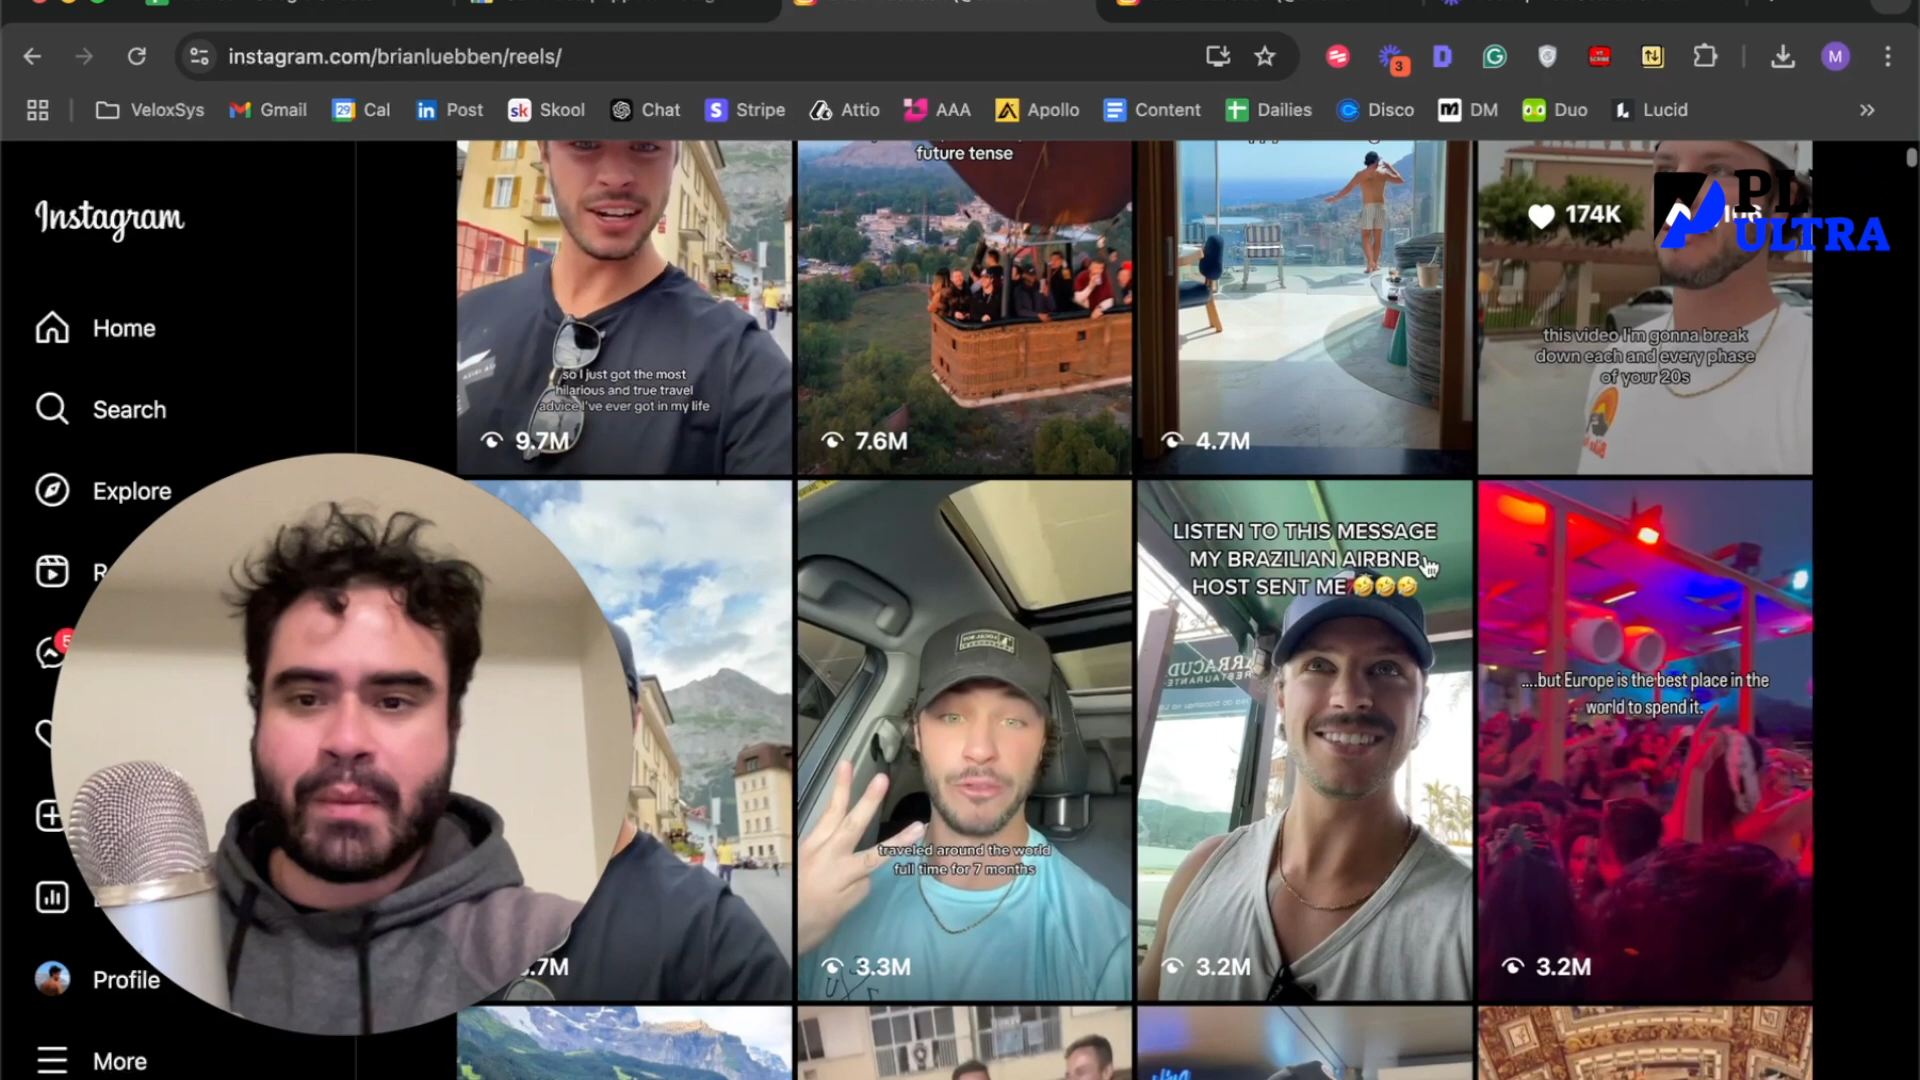 instagram.com/brianluebben/reels/
3
M
VeloxSys
Gmail
Cal
Post
Skool
Chat
Stripe
Attio
AAA
Apollo
Content
Dailies
Disco
DM
Duo
Lucid
Instagram
Home
Search
Explore
Profile
More
future tense
so I just got the most
hilarious and true travel
advice I've ever got in my life
9.7M
7.6M
4.7M
174K
ULTRA
this video I'm gonna break
down each and every phase
of your 20s
traveled around the world
full time for 7 months
3.3M
LISTEN TO THIS MESSAGE
MY BRAZILIAN AIRBNB
HOST SENT ME🤣🤣🤣
3.2M
....but Europe is the best place in the
world to spend it.
3.2M